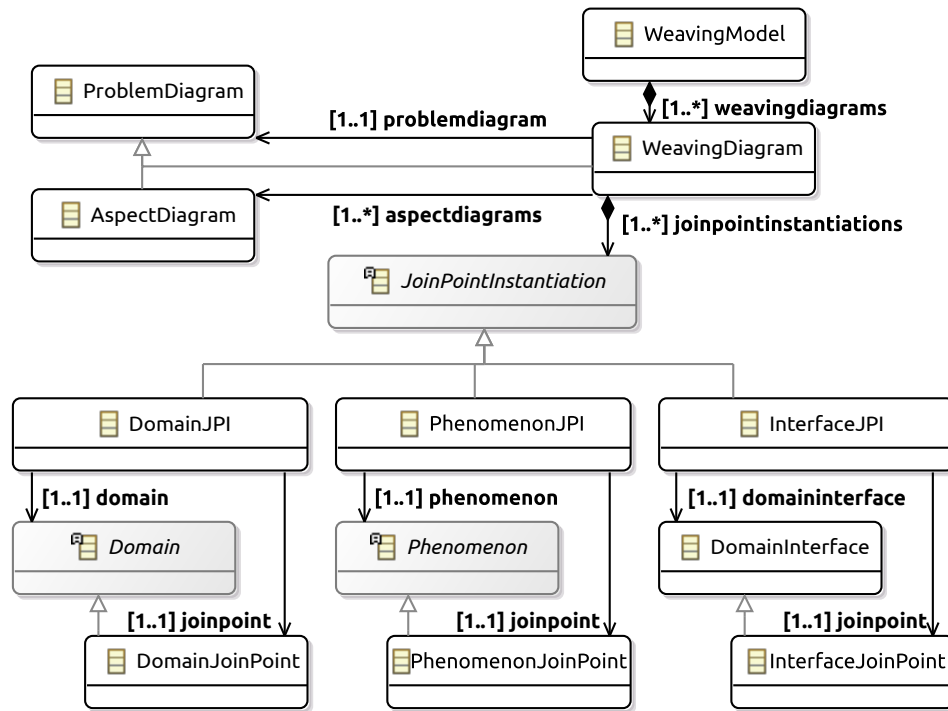 WeavingModel
ProblemDiagram
[1..*] weavingdiagrams
[1..1] problemdiagram
WeavingDiagram
AspectDiagram
[1..*] aspectdiagrams
[1..*] joinpointinstantiations
JoinPointInstantiation
DomainJPI
PhenomenonJPI
InterfaceJPI
[1..1] domain
[1..1] phenomenon
[1..1] domaininterface
Domain
Phenomenon
DomainInterface
[1..1] joinpoint
[1..1] joinpoint
[1..1] joinpoint
DomainJoinPoint
PhenomenonJoinPoint
InterfaceJoinPoint